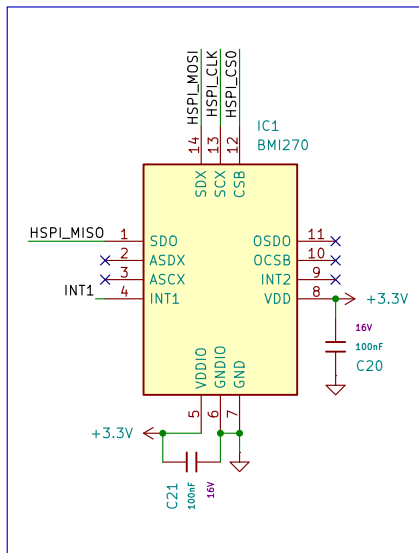 HSPI_MOSI
HSPI_CLK
HSPI_CS0
IC1
BMI270
14
13
12
SDX
SCX
CSB
HSPI_MISO
1
SDO
OSDO
11
2
ASDX
OCSB
10
3
ASCX
INT2
9
INT1
4
INT1
VDD
8
+3.3V
16V
100nF
C20
VDDIO
GNDIO
GND
5
6
7
+3.3V
C21
100nF
16V